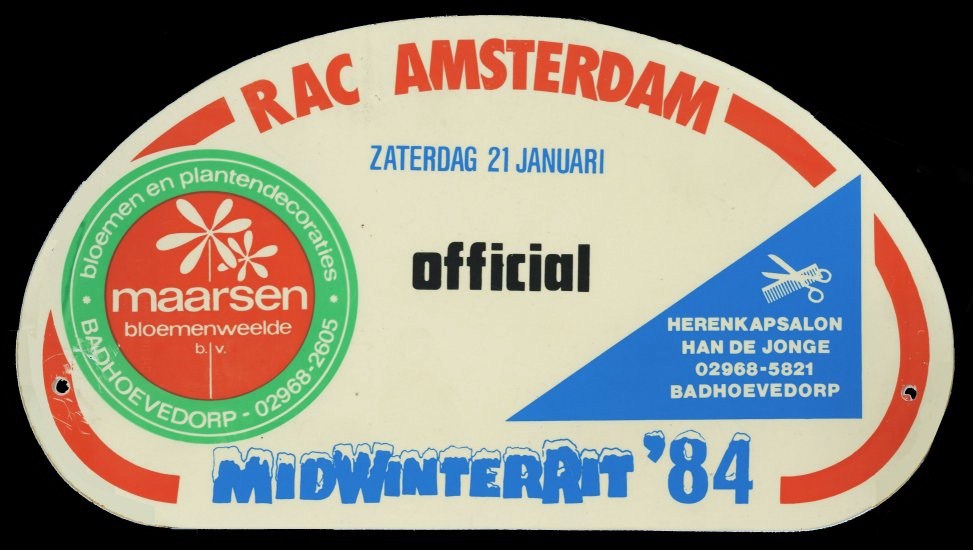 RAC AMSTERDAM
ZATERDAG 21 JANUARI
bloemen en plantendecoraties
maarsen
bloemenweelde
b. v.
BADHOEVEDORP - 02968-2605
official
HERENKAPSALON
HAN DE JONGE
02968-5821
BADHOEVEDORP
MIDWINTERRIT '84